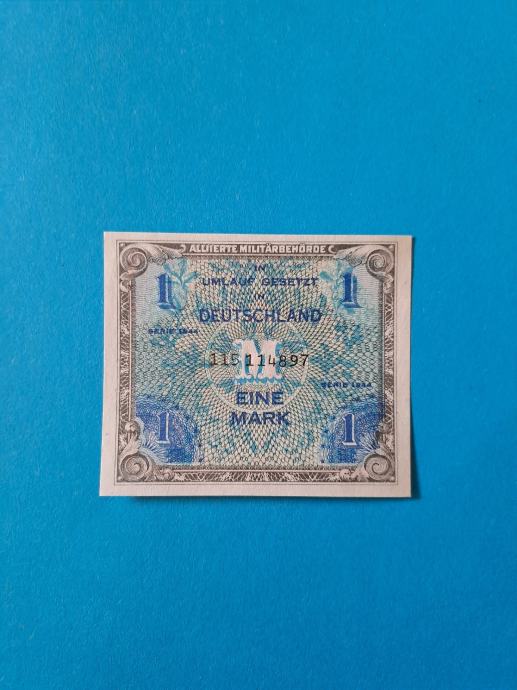 ALLIIERTE MILITÄRBEHÖRDE
IN
UMLAUF GESETZT
IN
DEUTSCHLAND
1 1
SERIE 1944
M
115114897
SERIE 1944
EINE
MARK
1 1